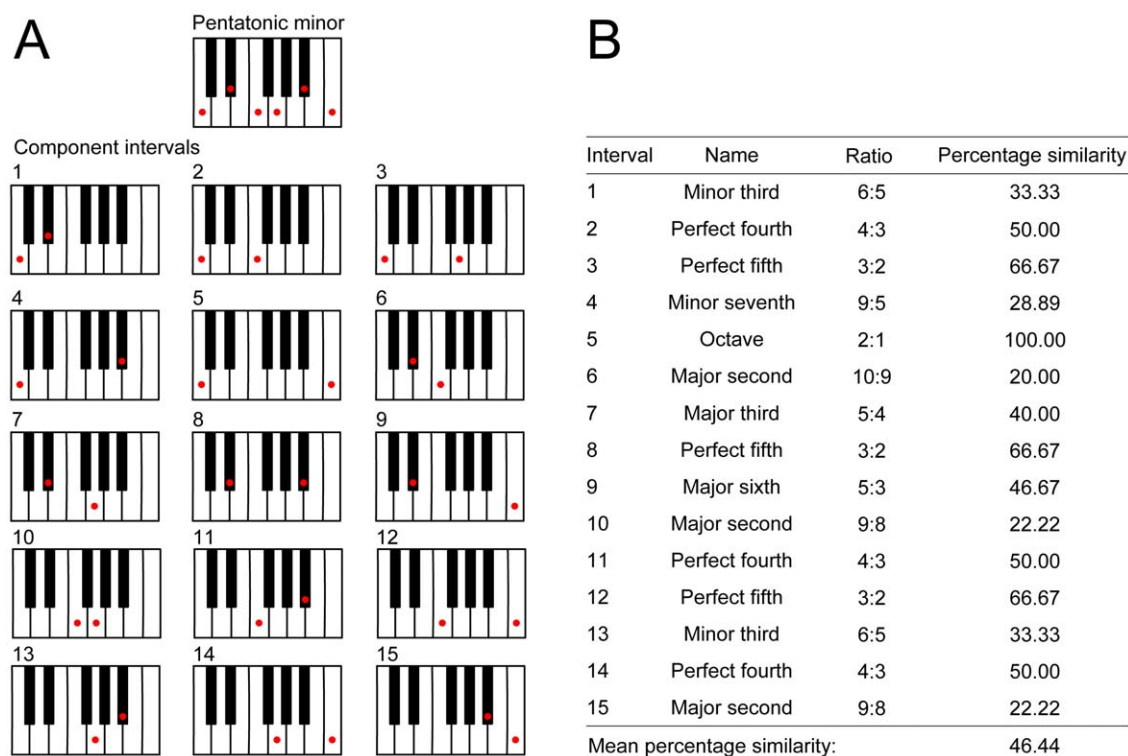 A
Pentatonic minor
Component intervals
1 2 3
4 5 6
7 8 9
10 11 12
13 14 15
B
Interval Name Ratio Percentage similarity
1 Minor third 6:5 33.33
2 Perfect fourth 4:3 50.00
3 Perfect fifth 3:2 66.67
4 Minor seventh 9:5 28.89
5 Octave 2:1 100.00
6 Major second 10:9 20.00
7 Major third 5:4 40.00
8 Perfect fifth 3:2 66.67
9 Major sixth 5:3 46.67
10 Major second 9:8 22.22
11 Perfect fourth 4:3 50.00
12 Perfect fifth 3:2 66.67
13 Minor third 6:5 33.33
14 Perfect fourth 4:3 50.00
15 Major second 9:8 22.22
Mean percentage similarity: 46.44